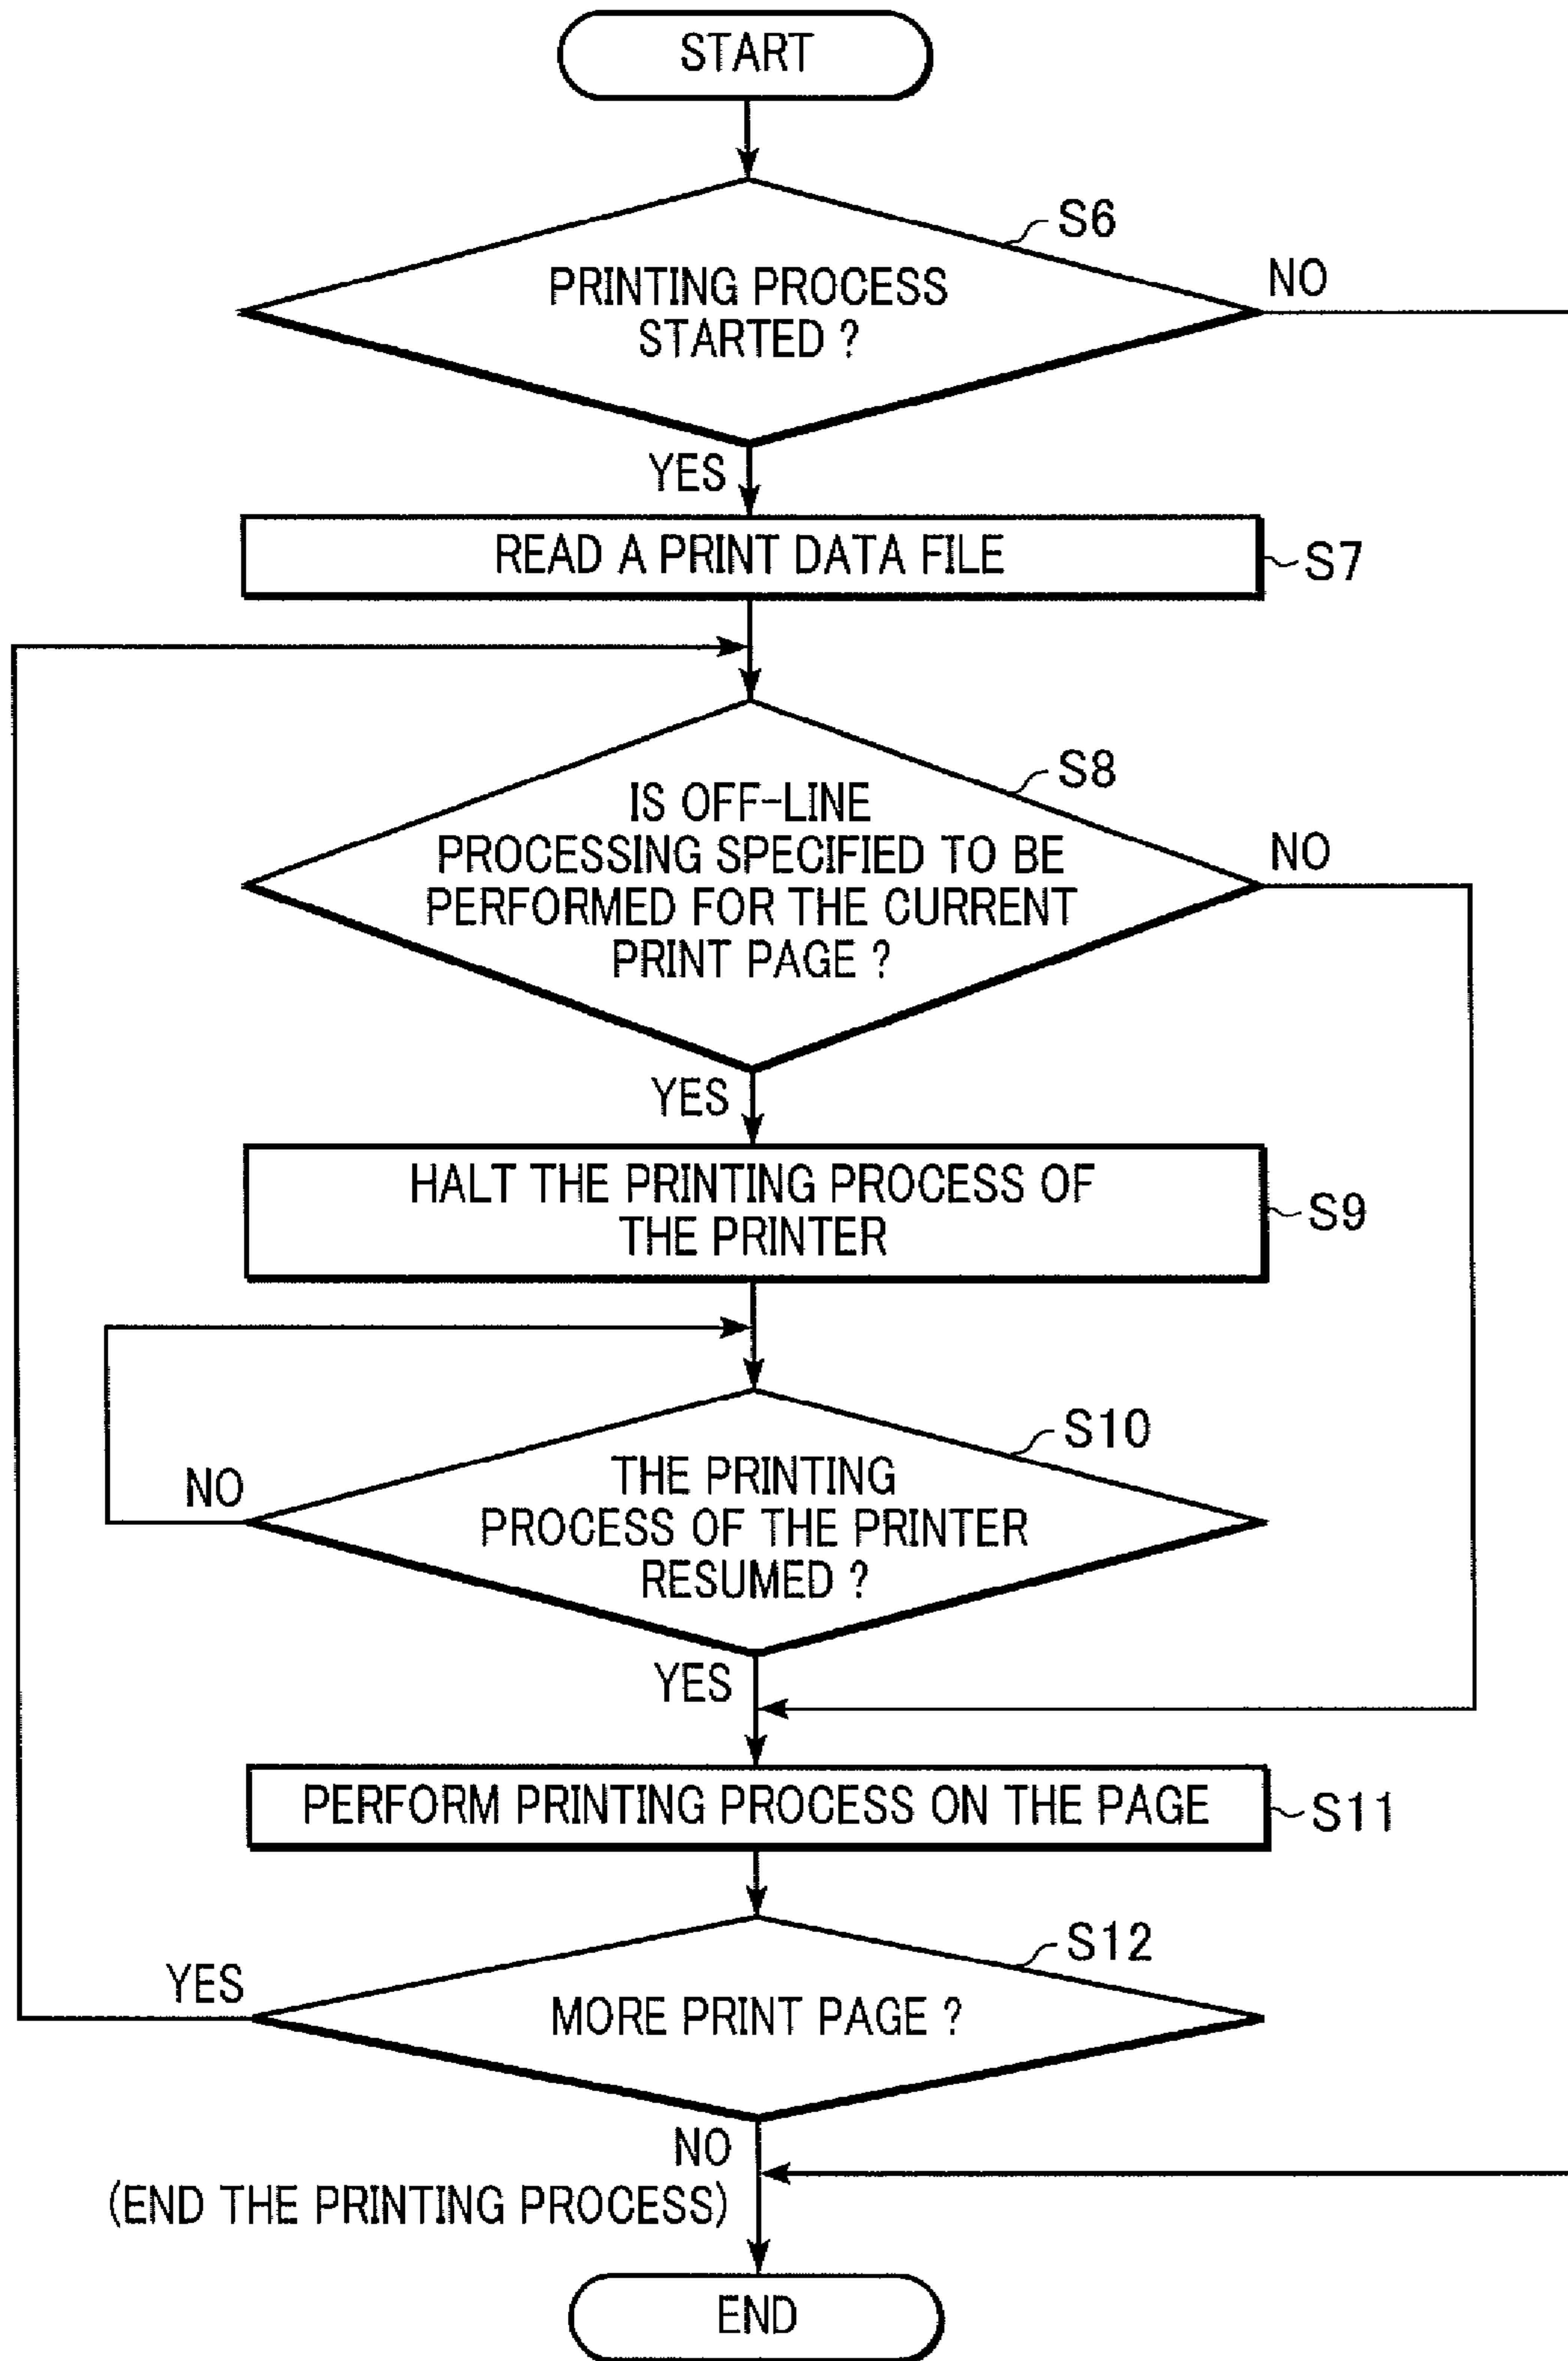 START
S6
PRINTING PROCESS
STARTED ?
NO
YES
READ A PRINT DATA FILE
S7
S8
IS OFF-LINE
PROCESSING SPECIFIED TO BE
PERFORMED FOR THE CURRENT
PRINT PAGE ?
NO
YES
HALT THE PRINTING PROCESS OF
THE PRINTER
S9
S10
THE PRINTING
PROCESS OF THE PRINTER
RESUMED ?
NO
YES
PERFORM PRINTING PROCESS ON THE PAGE
S11
S12
YES
MORE PRINT PAGE ?
NO
(END THE PRINTING PROCESS)
END